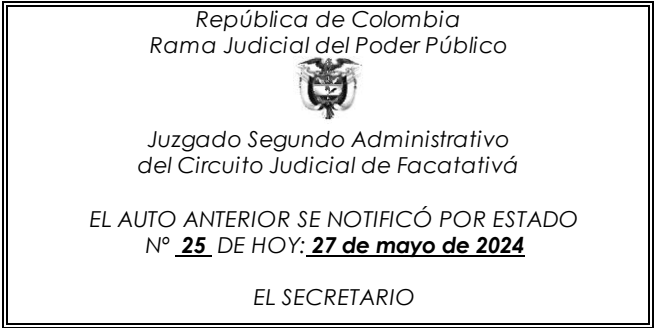 República de Colombia
Rama Judicial del Poder Público
Juzgado Segundo Administrativo
del Circuito Judicial de Facatativá
EL AUTO ANTERIOR SE NOTIFICÓ POR ESTADO
Nº 25 DE HOY: 27 de mayo de 2024
EL SECRETARIO